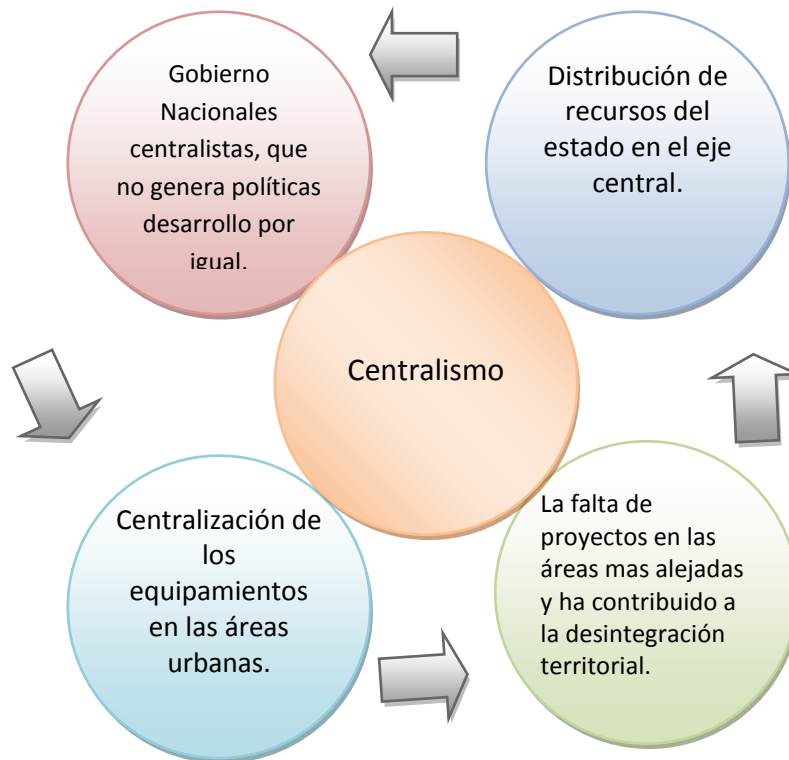 Gobierno
Nacionales
centralistas, que
no genera políticas
desarrollo por
igual.
Distribución de
recursos del
estado en el eje
central.
Centralismo
Centralización de
los
equipamientos
en las áreas
urbanas.
La falta de
proyectos en las
áreas mas alejadas
y ha contribuido a
la desintegración
territorial.